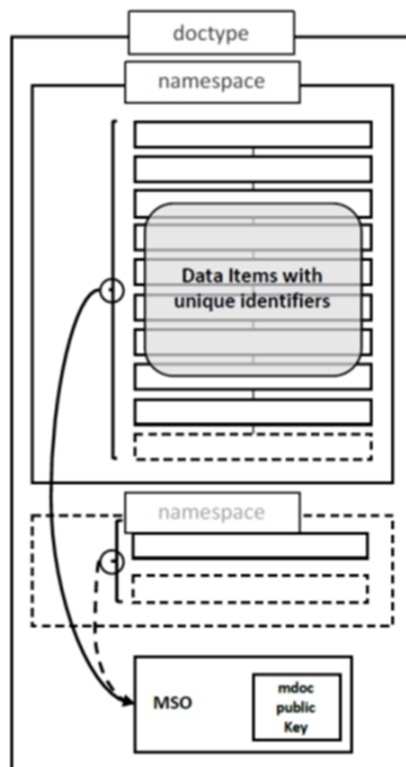 doctype
namespace
Data Items with
unique identifiers
namespace
MSO
mdoc
public
Key